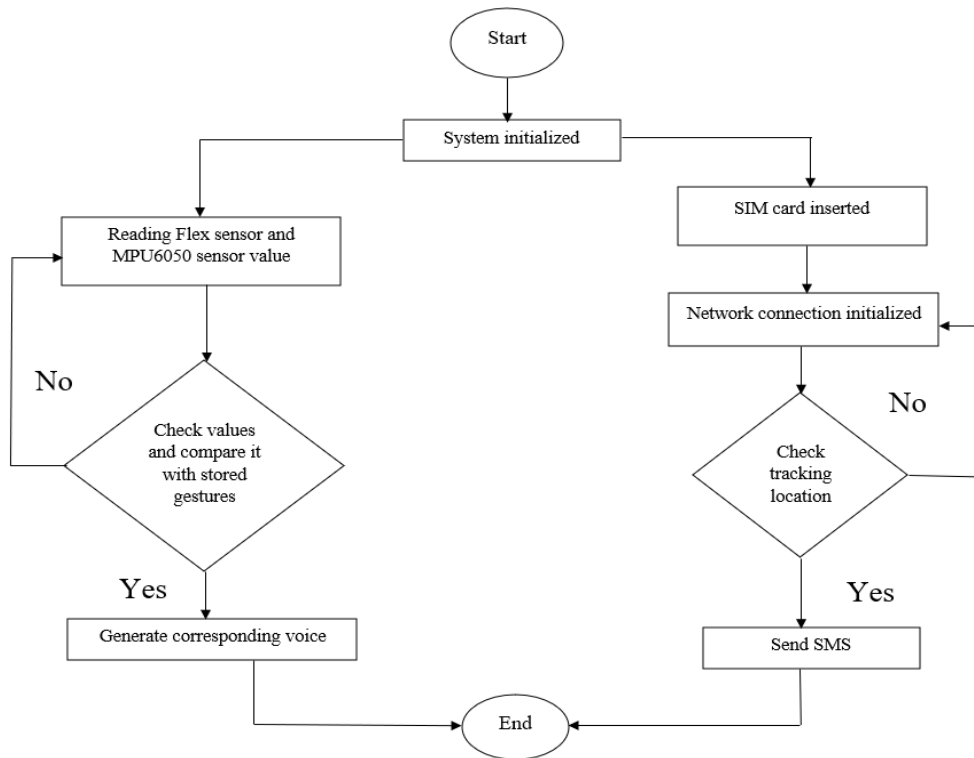 Start
System initialized
Reading Flex sensor and
MPU6050 sensor value
No
Check values
and compare it
with stored
gestures
Yes
Generate corresponding voice
SIM card inserted
Network connection initialized
No
Check
tracking
location
Yes
Send SMS
End